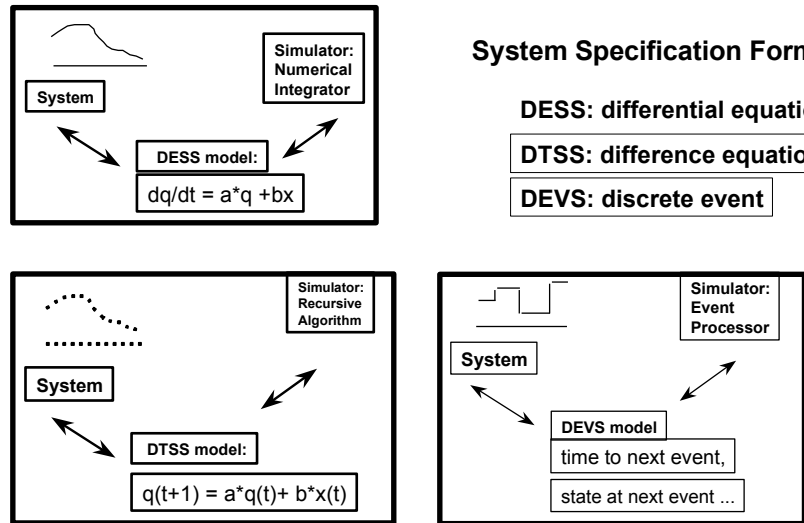 Simulator:
Numerical
Integrator
System
DESS model:
dq/dt = a*q +bx
System Specification
DESS: differential
DTSS: difference
DEVS: discrete event
Simulator:
Recursive
Algorithm
System
DTSS model:
q(t+1) = a*q(t)+ b*x(t)
Simulator:
Event
Processor
System
DEVS model
time to next event,
state at next event ...